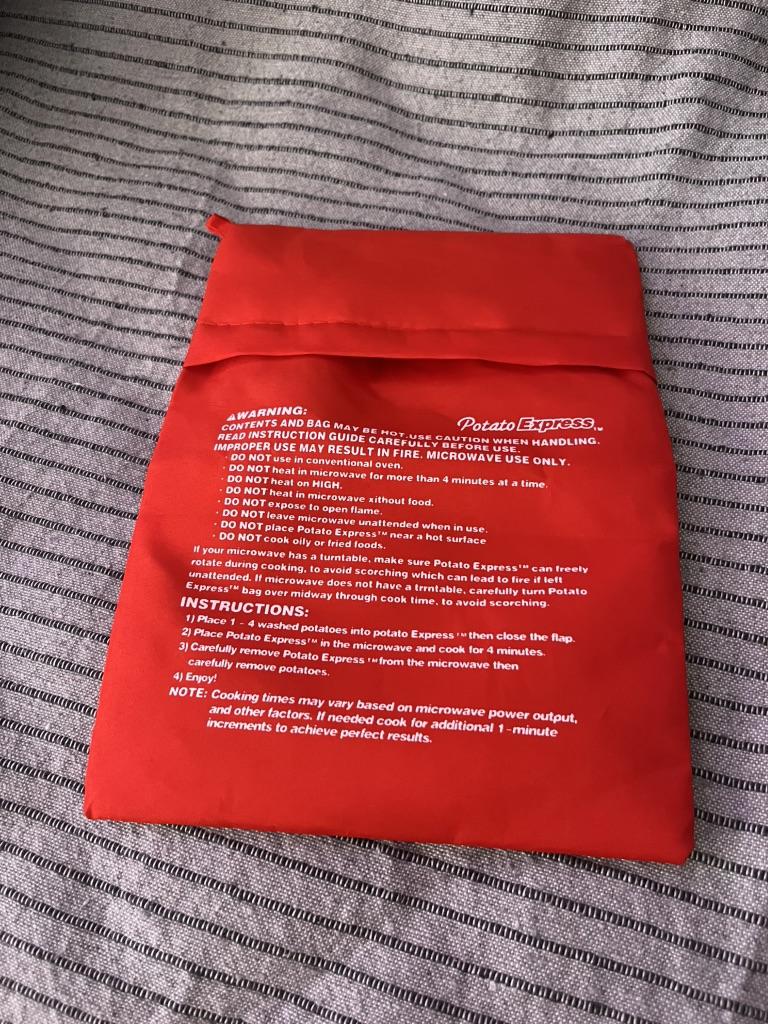 ⚠WARNING:
Potato Express™
CONTENTS AND BAG MAY BE HOT.USE CAUTION WHEN HANDLING.
READ INSTRUCTION GUIDE CAREFULLY BEFORE USE.
IMPROPER USE MAY RESULT IN FIRE. MICROWAVE USE ONLY.
· DO NOT use in conventional oven.
· DO NOT heat in microwave for more than 4 minutes at a time.
· DO NOT heat on HIGH.
· DO NOT heat in microwave xithout food.
· DO NOT expose to open flame.
· DO NOT leave microwave unattended when in use.
· DO NOT place Potato Express™ near a hot surface
· DO NOT cook oily or fried foods.
If your microwave has a turntable, make sure Potato Express™ can freely
rotate during cooking, to avoid scorching which can lead to fire if left
unattended. If microwave does not have a trrntable, carefully turn Potato
Express™ bag over midway through cook time, to avoid scorching.
INSTRUCTIONS:
1) Place 1 - 4 washed potatoes into potato Express™ then close the flap.
2) Place Potato Express™ in the microwave and cook for 4 minutes.
3) Carefully remove Potato Express™ from the microwave then
carefully remove potatoes.
4) Enjoy!
NOTE: Cooking times may vary based on microwave power output,
and other factors. If needed cook for additional 1-minute
increments to achieve perfect results.